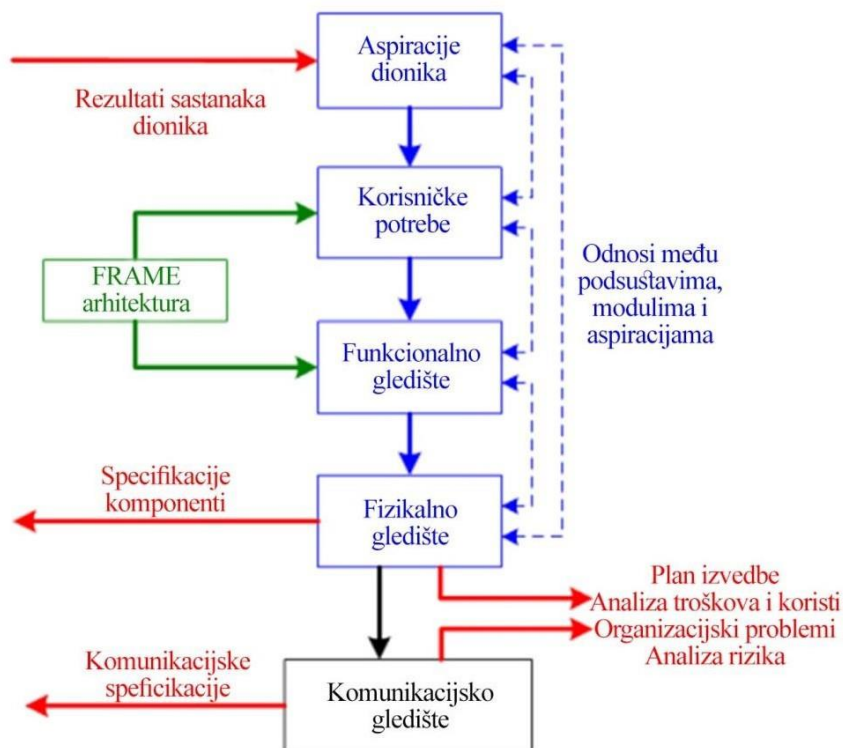 Aspiracije
dionika
Rezultati sastanaka
dionika
Korisničke
potrebe
FRAME
arhitektura
Odnosi među
podsustavima,
modulima i
aspiracijama
Funkcionalno
gledište
Specifikacije
komponenti
Fizikalno
gledište
Plan izvedbe
Analiza troškova i koristi
Organizacijski problemi
Analiza rizika
Komunikacijske
speficikacije
Komunikacijsko
gledište